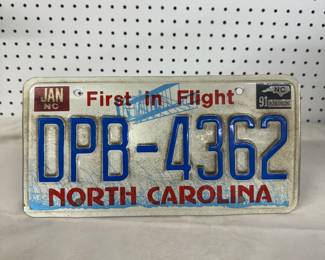 JAN
NC
First in Flight
NC
91
DPB-4362
NORTH CAROLINA